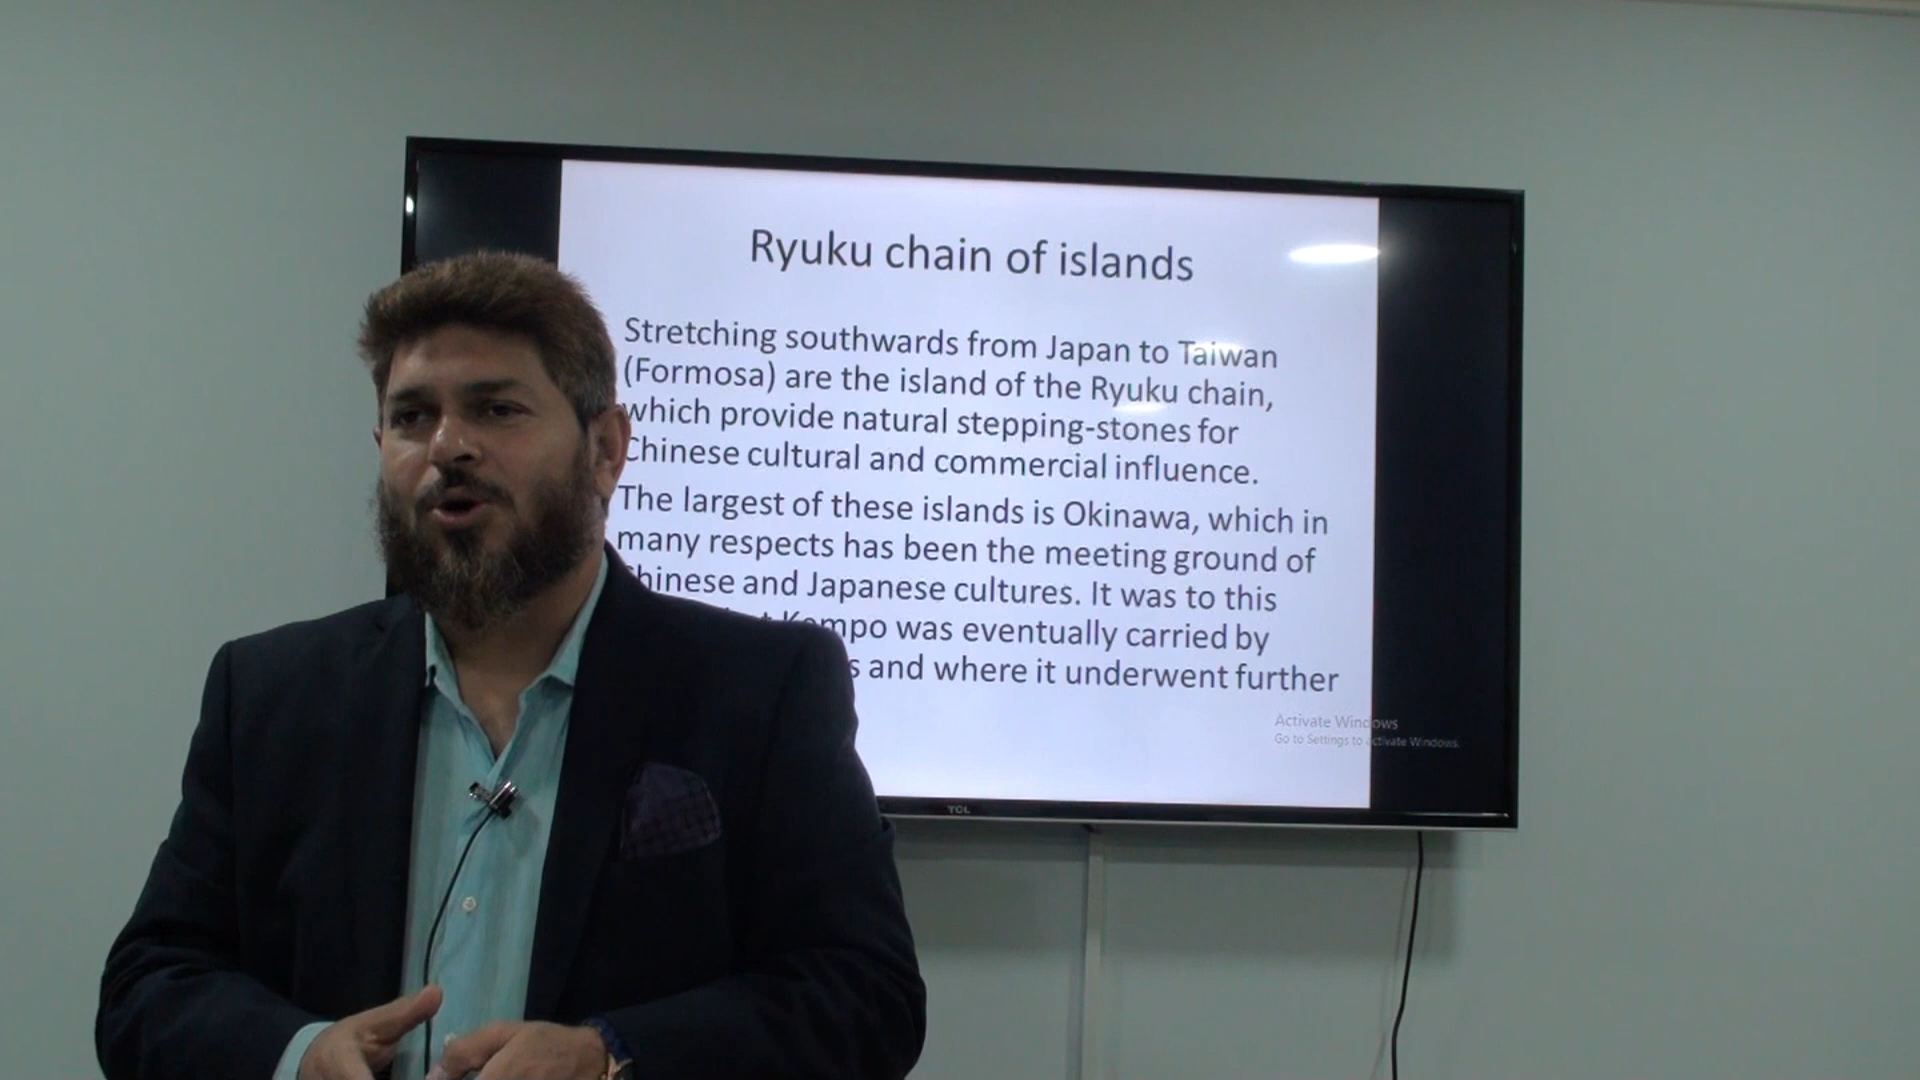 Ryuku chain of islands
Stretching southwards from Japan to Taiwan
(Formosa) are the island of the Ryuku chain,
which provide natural stepping-stones for
Chinese cultural and commercial influence.
The largest of these islands is Okinawa, which in
many respects has been the meeting ground of
Chinese and Japanese cultures. It was to this
Kempo was eventually carried by
and where it underwent further
Activate Windows
Go to Settings to activate Windows.
TCL